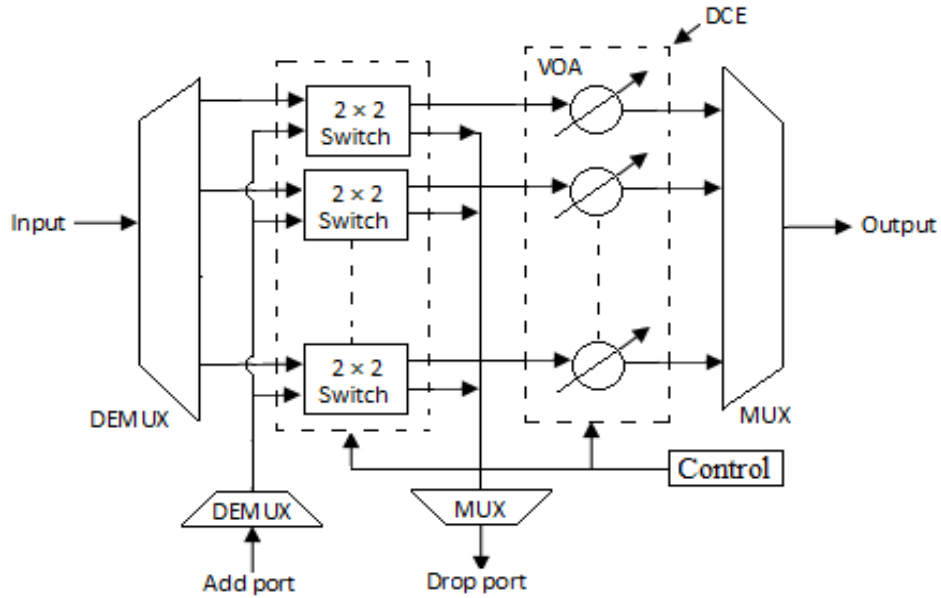 DCE
VOA
2 × 2
Switch
2 × 2
Switch
Input
Output
2 × 2
Switch
DEMUX
MUX
Control
DEMUX
MUX
Add port
Drop port